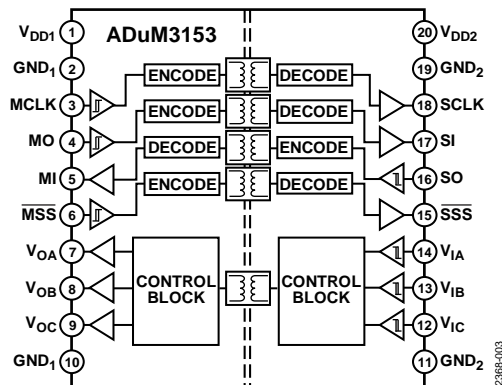 ADuM3153
VDD1 1
20 VDD2
GND1 2
19 GND2
MCLK 3
ENCODE
DECODE
18 SCLK
MO 4
ENCODE
DECODE
17 SI
MI 5
DECODE
ENCODE
16 SO
MSS 6
ENCODE
DECODE
15 SSS
VOA 7
14 VIA
VOB 8
CONTROL
BLOCK
CONTROL
BLOCK
13 VIB
VOC 9
12 VIC
GND1 10
11 GND2
2368-003